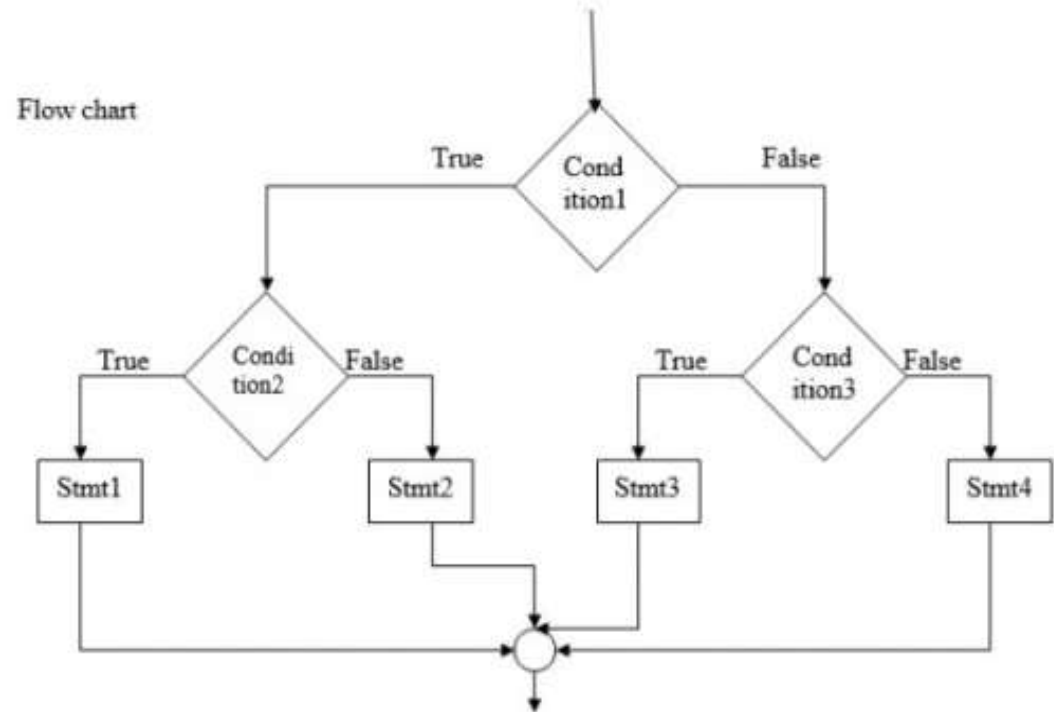 Flow chart
True
Cond
ition1
False
True
Condi
tion2
False
True
Cond
ition3
False
Stmt1
Stmt2
Stmt3
Stmt4